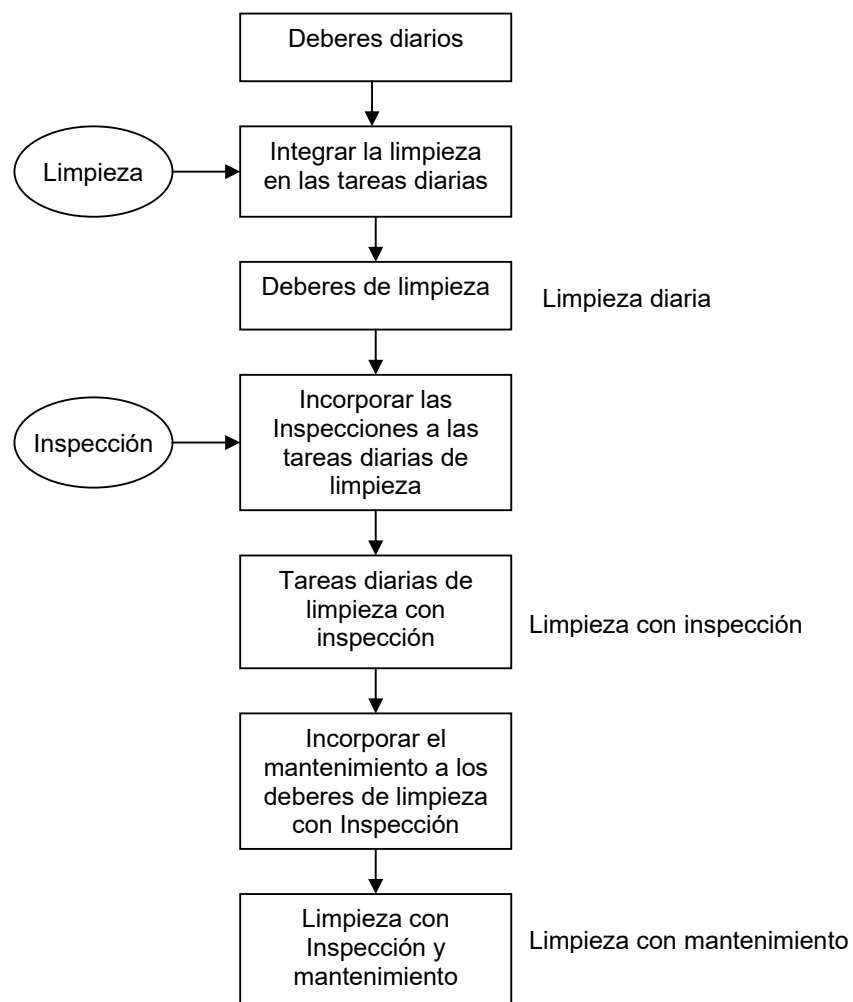 Deberes diarios
Limpieza
Integrar la limpieza
en las tareas diarias
Deberes de limpieza
Limpieza diaria
Inspección
Incorporar las
Inspecciones a las
tareas diarias de
limpieza
Tareas diarias de
limpieza con
inspección
Limpieza con inspección
Incorporar el
mantenimiento a los
deberes de limpieza
con Inspección
Limpieza con
Inspección y
mantenimiento
Limpieza con mantenimiento